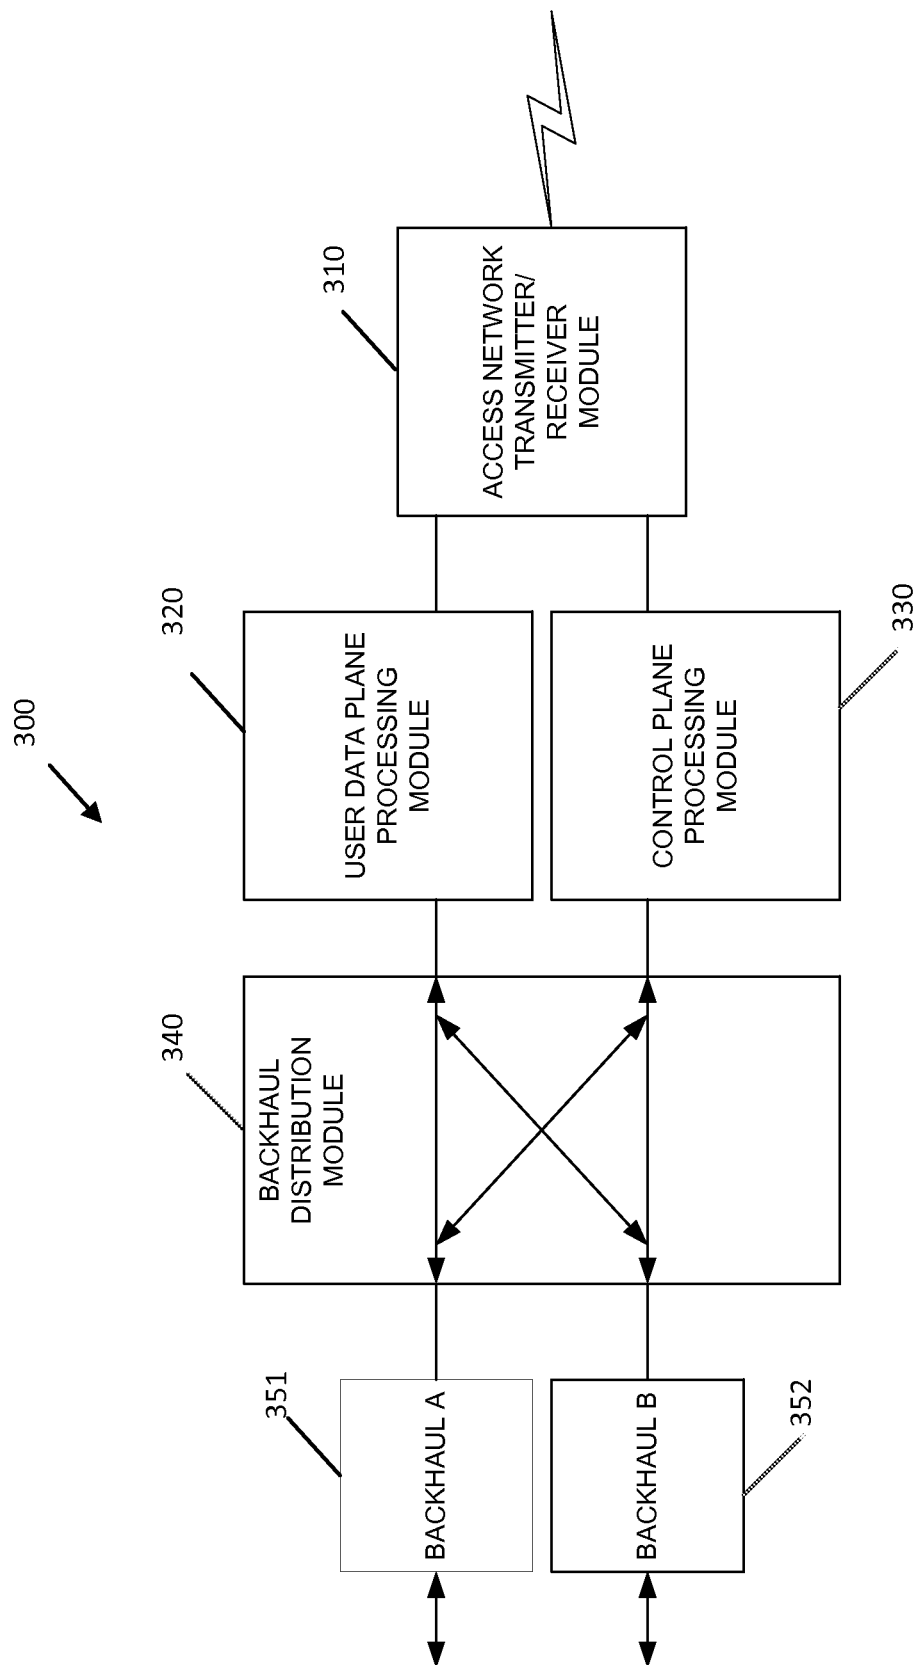 300
310
ACCESS NETWORK
TRANSMITTER/
RECEIVER
MODULE
320
USER DATA PLANE
PROCESSING
MODULE
CONTROL PLANE
PROCESSING
MODULE
330
340
BACKHAUL
DISTRIBUTION
MODULE
351
BACKHAUL A
BACKHAUL B
352